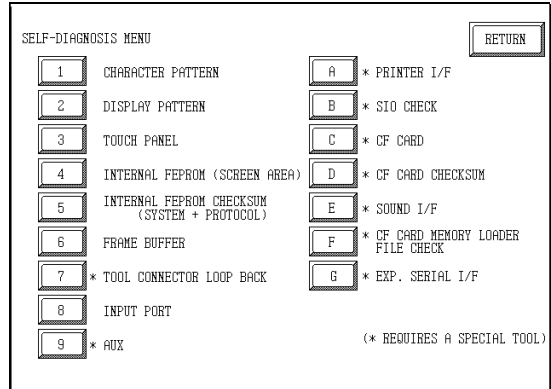 SELF-DIAGNOSIS MENU
RETURN
1 CHARACTER PATTERN
2 DISPLAY PATTERN
3 TOUCH PANEL
4 INTERNAL FEPROM (SCREEN AREA)
5 INTERNAL FEPROM CHECKSUM
(SYSTEM + PROTOCOL)
6 FRAME BUFFER
7 * TOOL CONNECTOR LOOP BACK
8 INPUT PORT
9 * AUX
A * PRINTER I/F
B * SIO CHECK
C * CF CARD
D * CF CARD CHECKSUM
E * SOUND I/F
F * CF CARD MEMORY LOADER
FILE CHECK
G * EXP. SERIAL I/F
(* REQUIRES A SPECIAL TOOL)